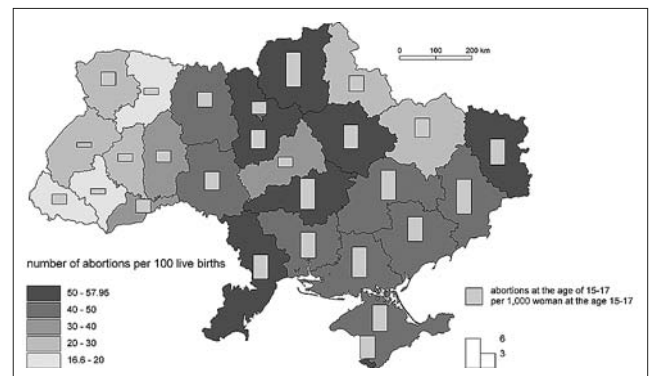 0 100 200 km
number of abortions per 100 live births
50 - 57.95
40 - 50
30 - 40
20 - 30
16.6 - 20
abortions at the age of 15-17
per 1,000 woman at the age 15-17
6
3